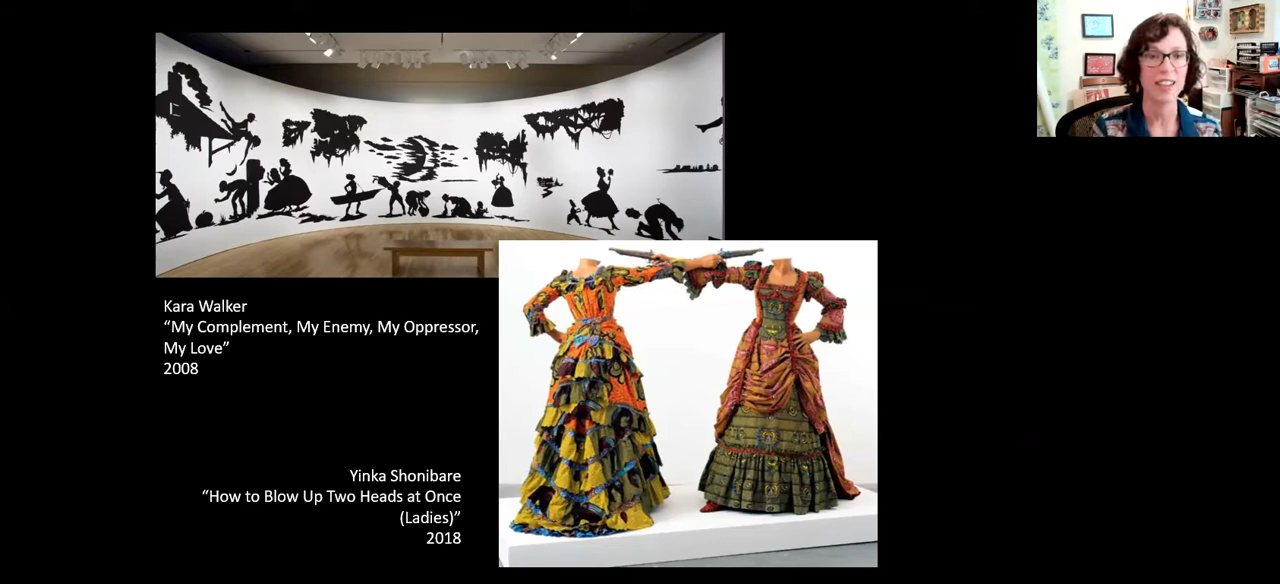 Kara Walker
“My Complement, My Enemy, My Oppressor,
My Love”
2008
Yinka Shonibare
“How to Blow Up Two Heads at Once
(Ladies)”
2018